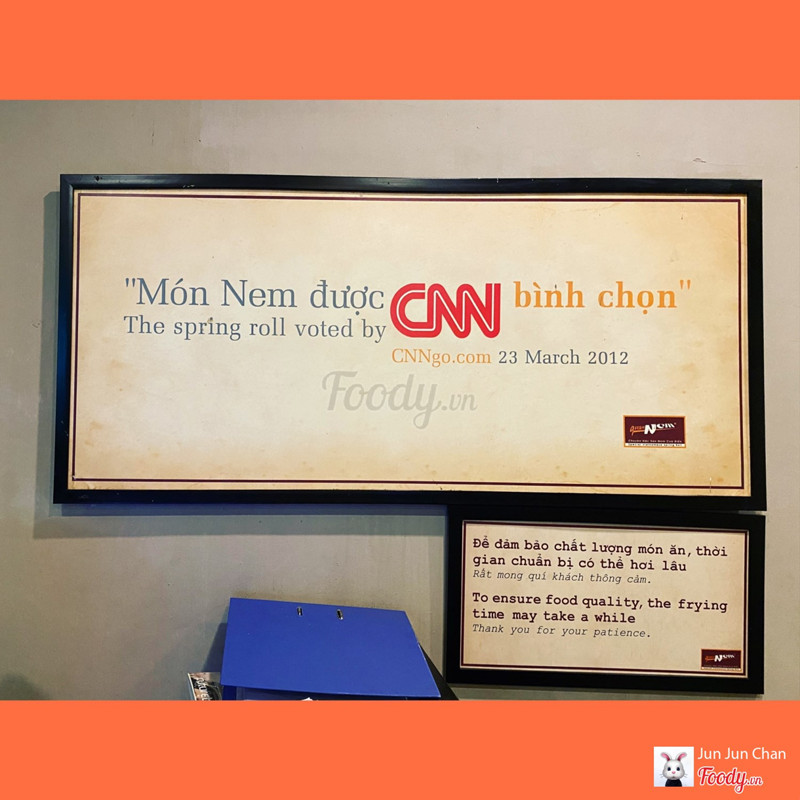 "Món Nem được CNN bình chọn"
The spring roll voted by
CNNgo.com 23 March 2012
Foody.vn
quán Nem
Để đảm bảo chất lượng món ăn, thời
gian chuẩn bị có thể hơi lâu
Rất mong quí khách thông cảm.
To ensure food quality, the frying
time may take a while
Thank you for your patience.
Nem
Jun Jun Chan
Foody.vn